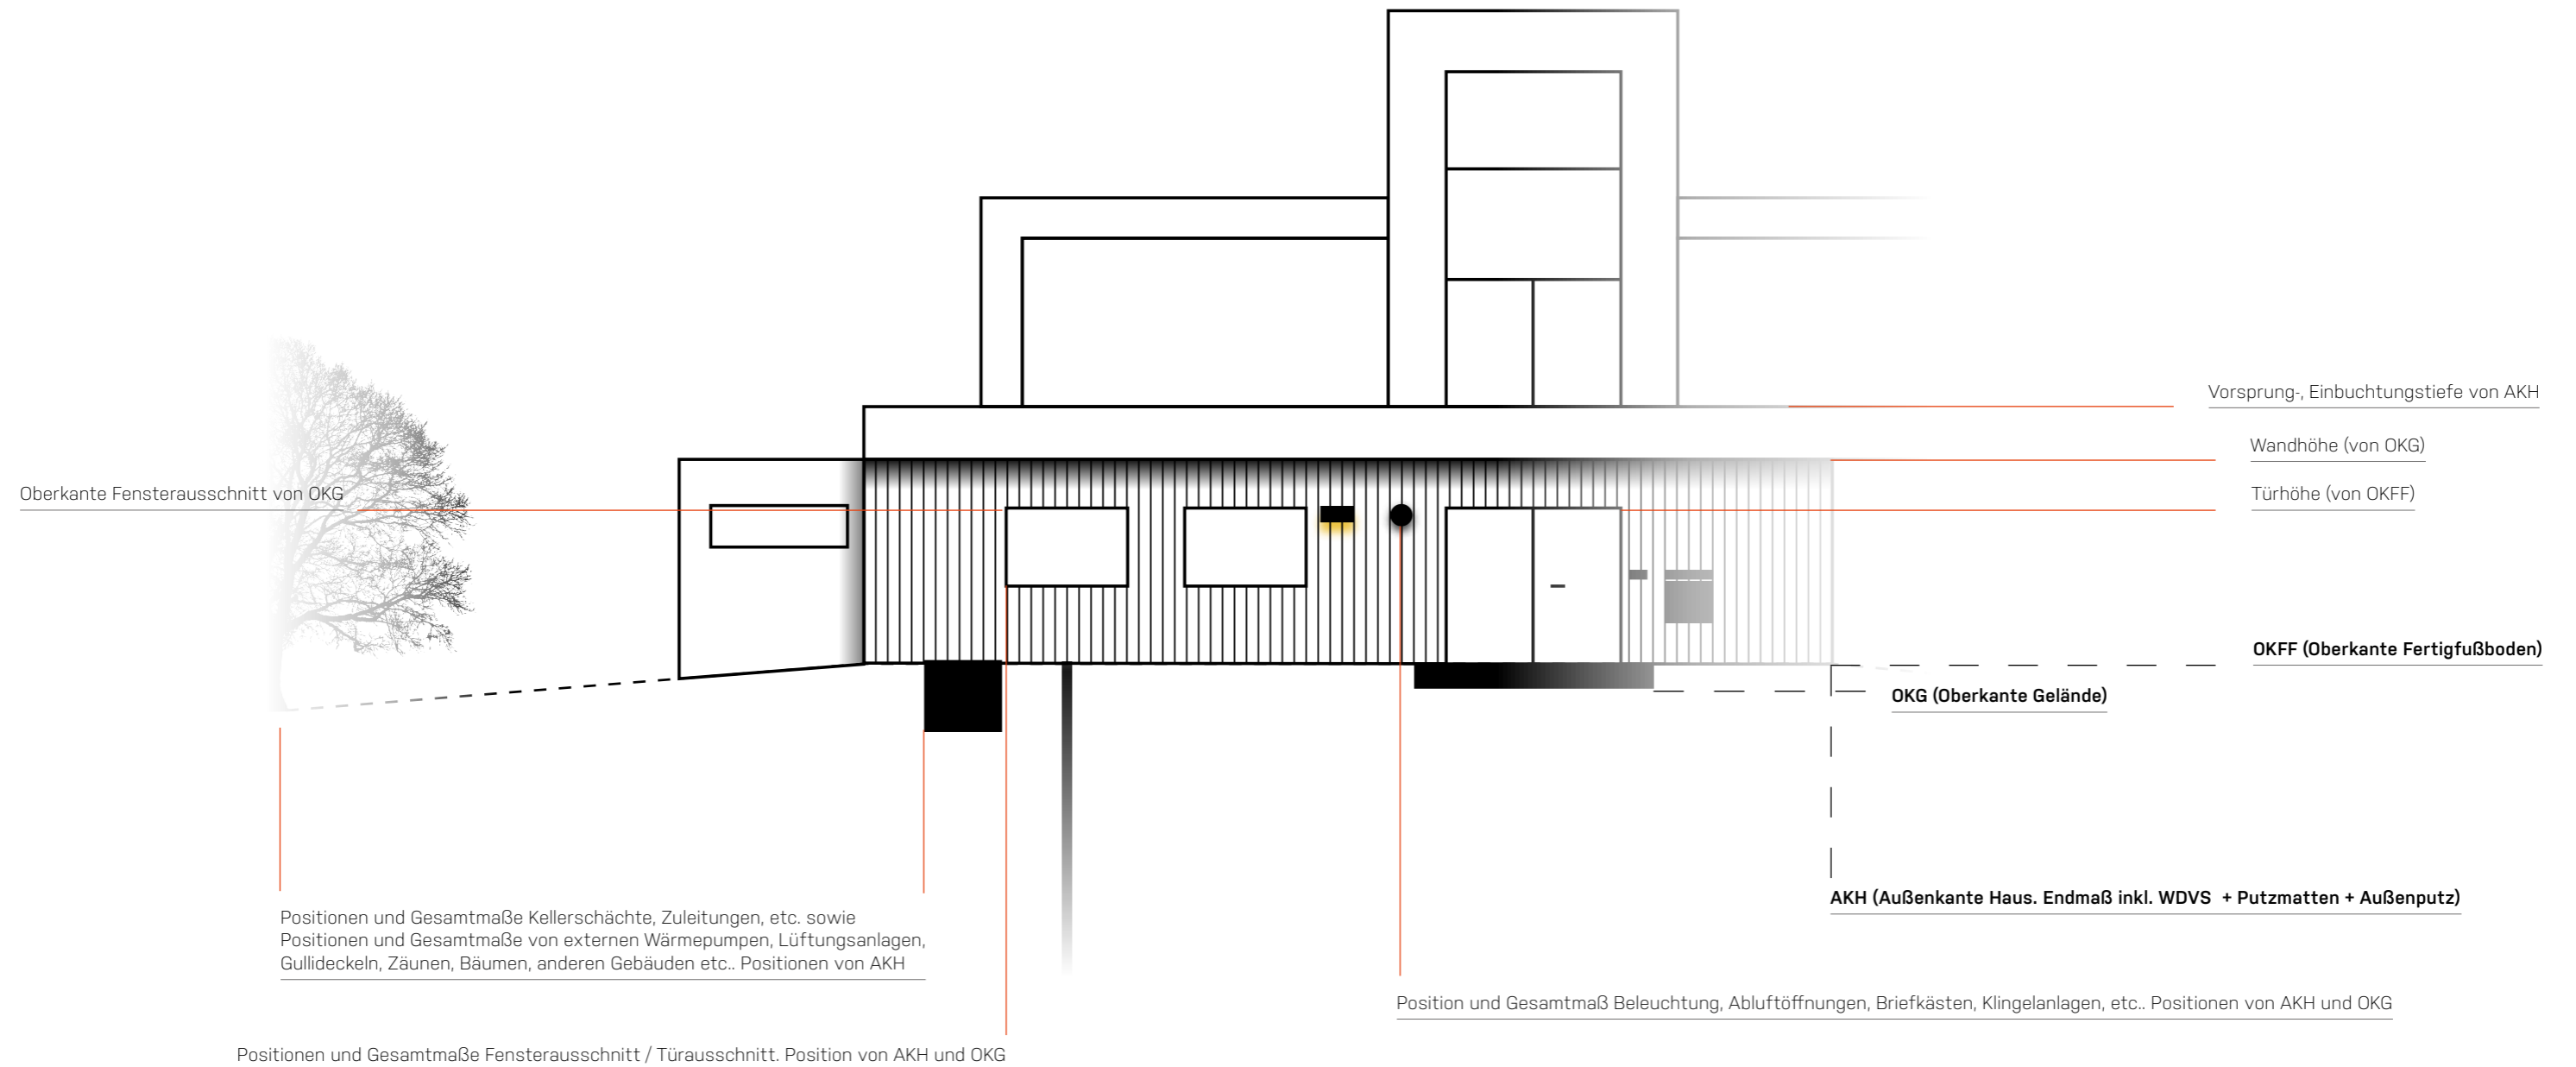 Vorsprung-, Einbuchtungstiefe von AKH
Wandhöhe (von OKG)
Oberkante Fensterausschnitt von OKG
Türhöhe (von OKFF)
OKFF (Oberkante Fertigfußboden)
OKG (Oberkante Gelände)
AKH (Außenkante Haus. Endmaß inkl. WDVS  + Putzmatten + Außenputz)
Positionen und Gesamtmaße Kellerschächte, Zuleitungen, etc. sowie
Positionen und Gesamtmaße von externen Wärmepumpen, Lüftungsanlagen,
Gullideckeln, Zäunen, Bäumen, anderen Gebäuden etc.. Positionen von AKH
Position und Gesamtmaß Beleuchtung, Abluftöffnungen, Briefkästen, Klingelanlagen, etc.. Positionen von AKH und OKG
Positionen und Gesamtmaße Fensterausschnitt / Türausschnitt. Position von AKH und OKG